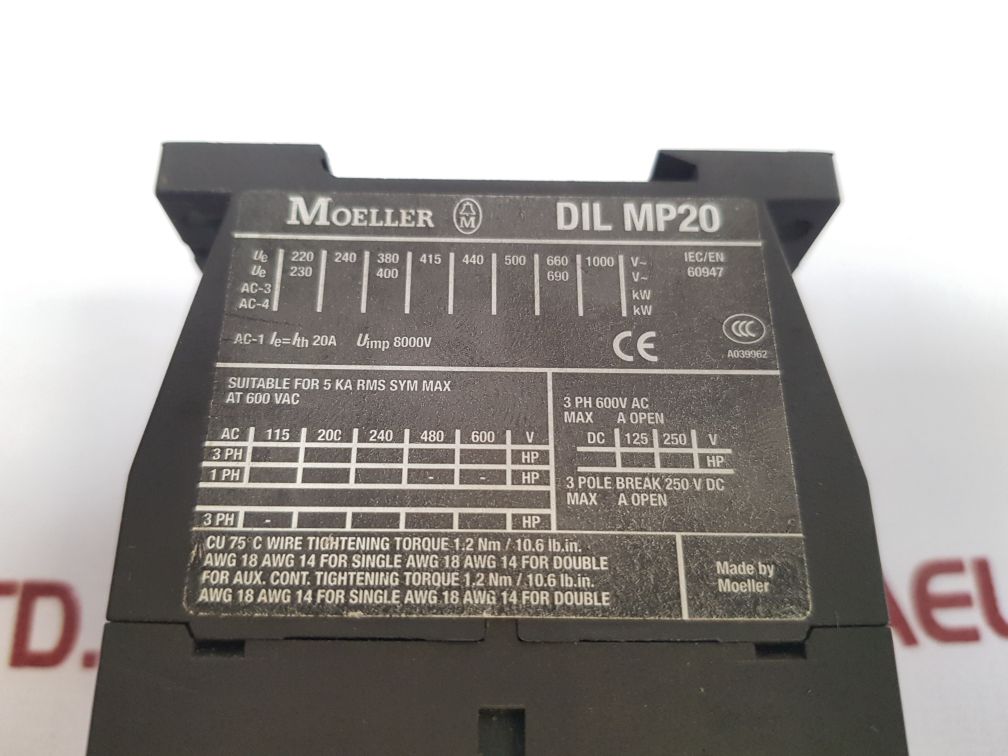 MOELLER M DIL MP20
Ue 220 240 380 415 440 500 660 1000 V~ IEC/EN
Ue 230 400 690 V~ 60947
AC-3 kW
AC-4 kW
AC-1 Ie=Ith 20A Uimp 8000V CE CCC
A039962
SUITABLE FOR 5 KA RMS SYM MAX
AT 600 VAC
AC 115 200 240 480 600 V
3 PH HP
1 PH - - HP
3 PH - HP
3 PH 600V AC
MAX A OPEN
DC 125 250 V
HP
3 POLE BREAK 250 V DC
MAX A OPEN
CU 75°C WIRE TIGHTENING TORQUE 1.2 Nm / 10.6 lb.in.
AWG 18 AWG 14 FOR SINGLE AWG 18 AWG 14 FOR DOUBLE
FOR AUX. CONT. TIGHTENING TORQUE 1.2 Nm / 10.6 lb.in.
AWG 18 AWG 14 FOR SINGLE AWG 18 AWG 14 FOR DOUBLE
Made by
Moeller
TD. AEL